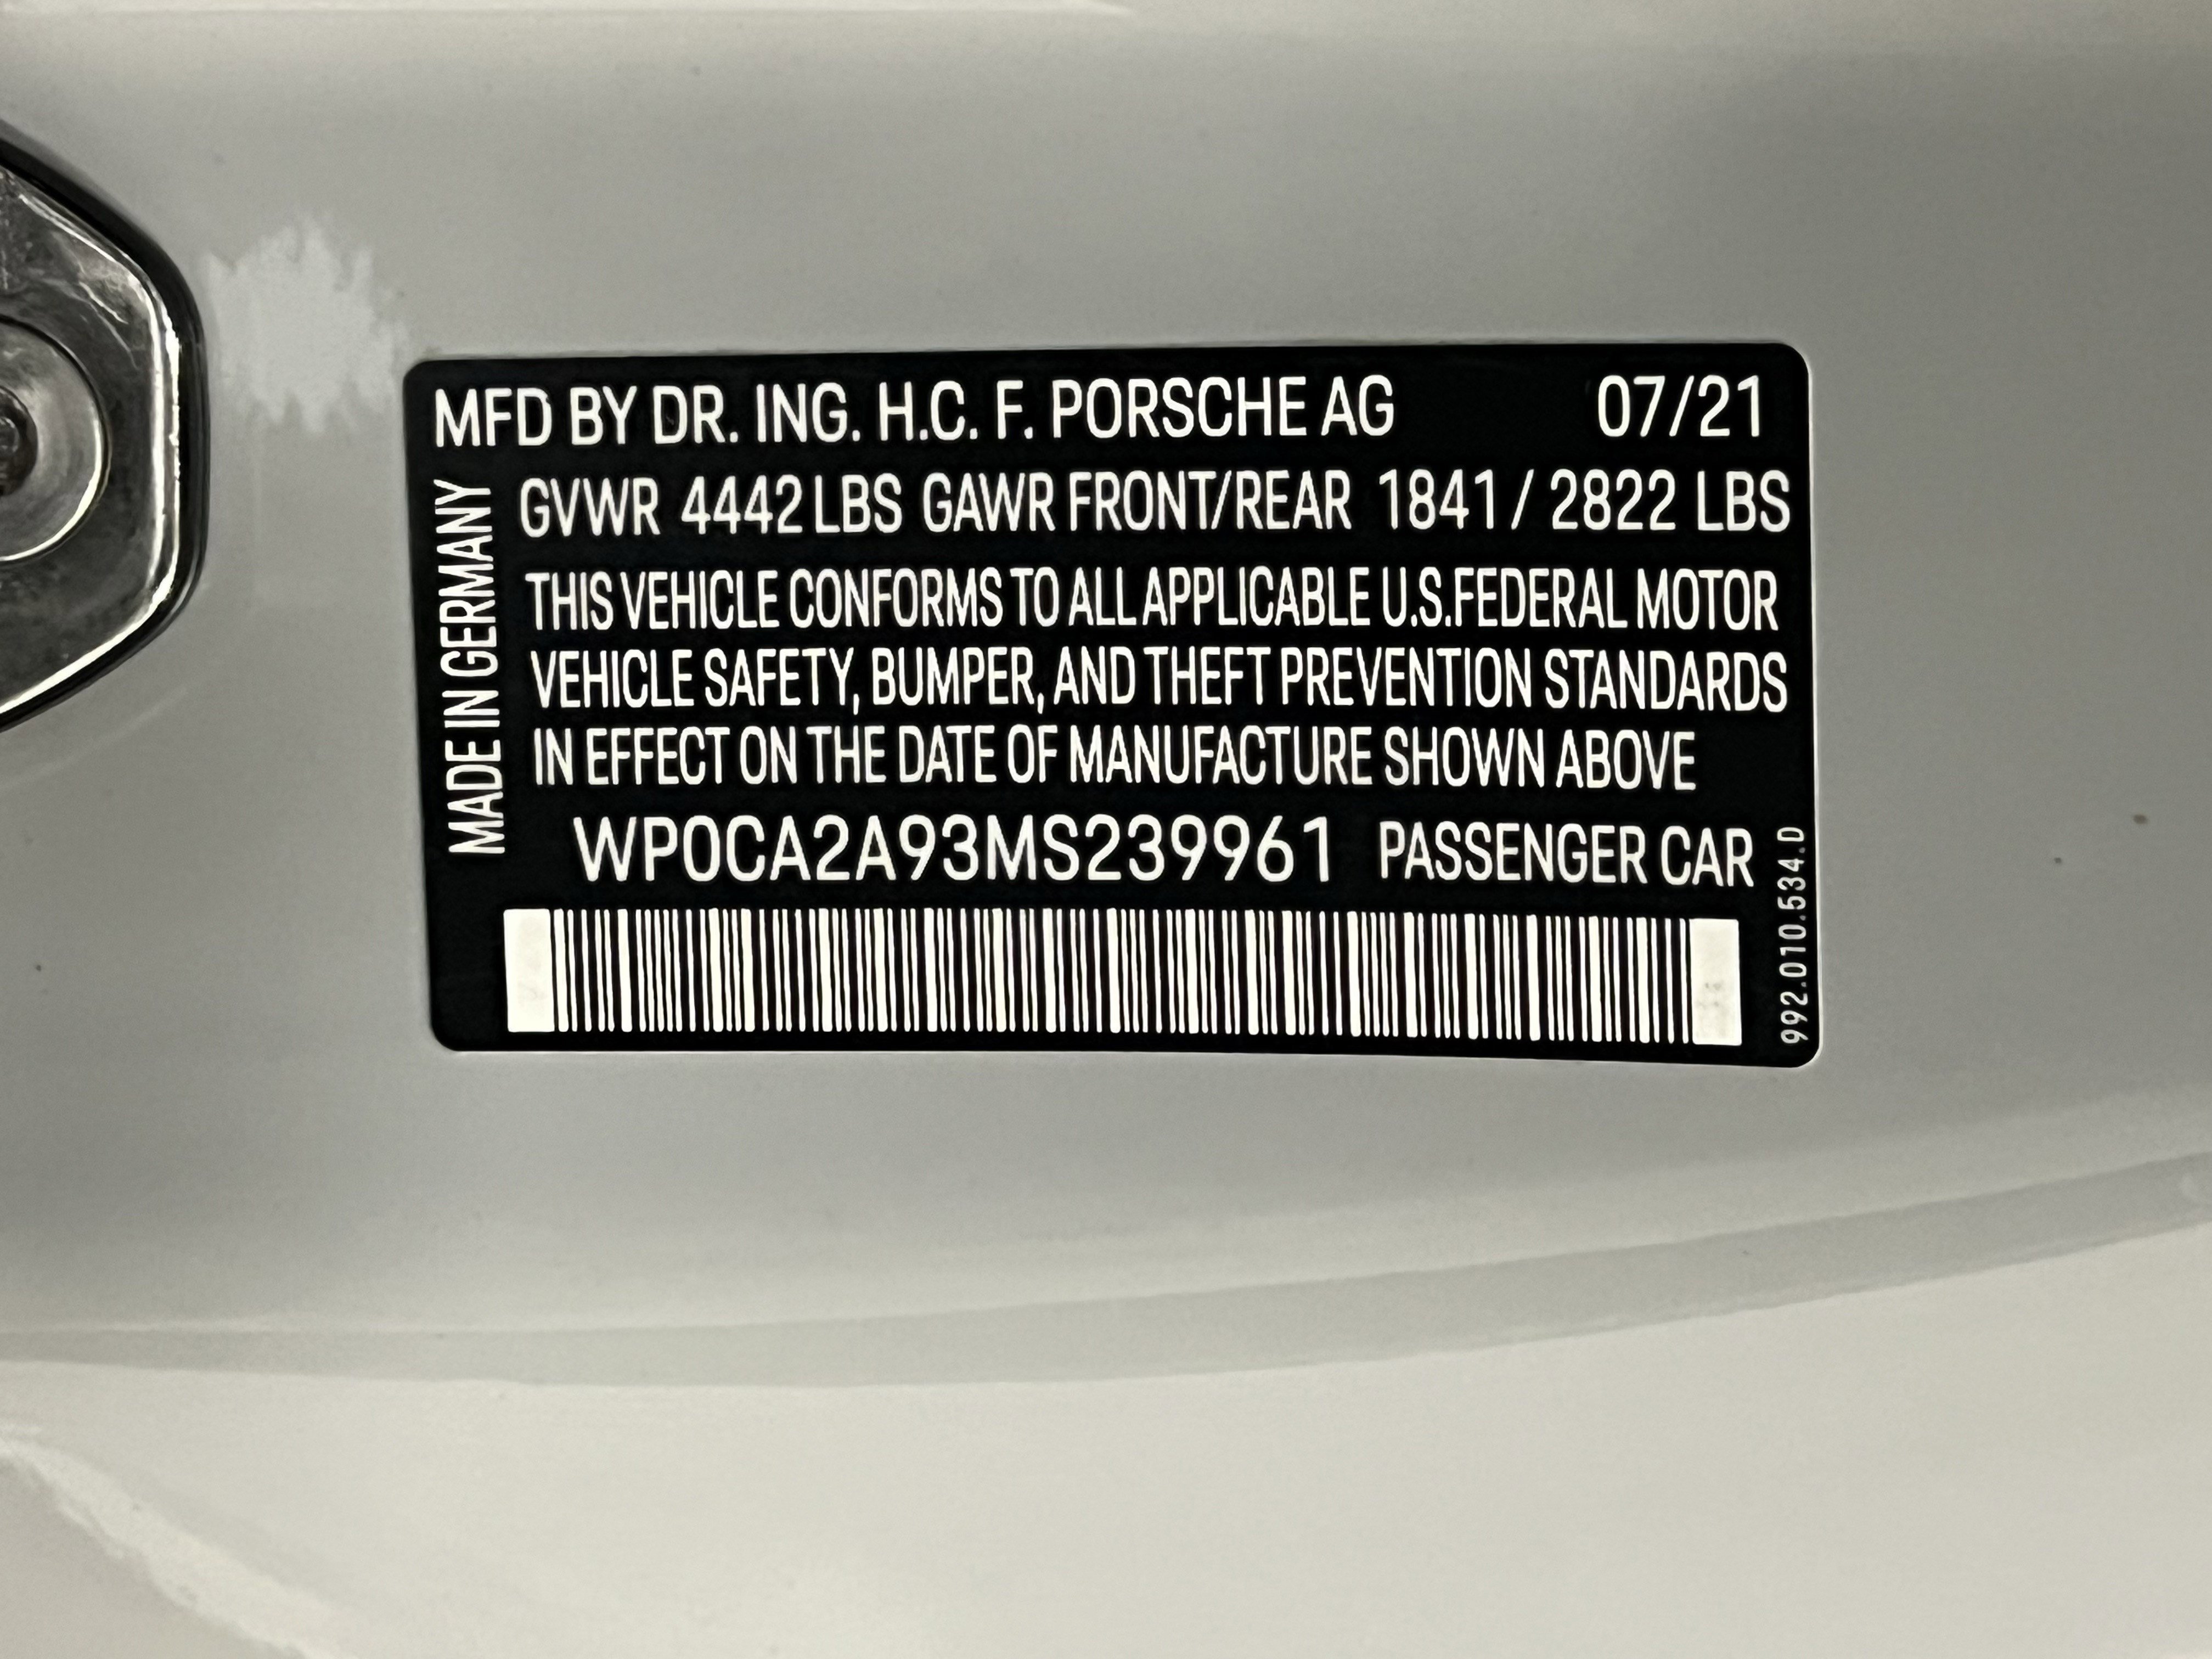 MFD BY DR. ING. H.C. F. PORSCHE AG 07/21
GVWR 4442 LBS GAWR FRONT/REAR 1841 / 2822 LBS
THIS VEHICLE CONFORMS TO ALL APPLICABLE U.S.FEDERAL MOTOR
VEHICLE SAFETY, BUMPER, AND THEFT PREVENTION STANDARDS
IN EFFECT ON THE DATE OF MANUFACTURE SHOWN ABOVE
WP0CA2A93MS239961 PASSENGER CAR
MADE IN GERMANY
992.010.534.D